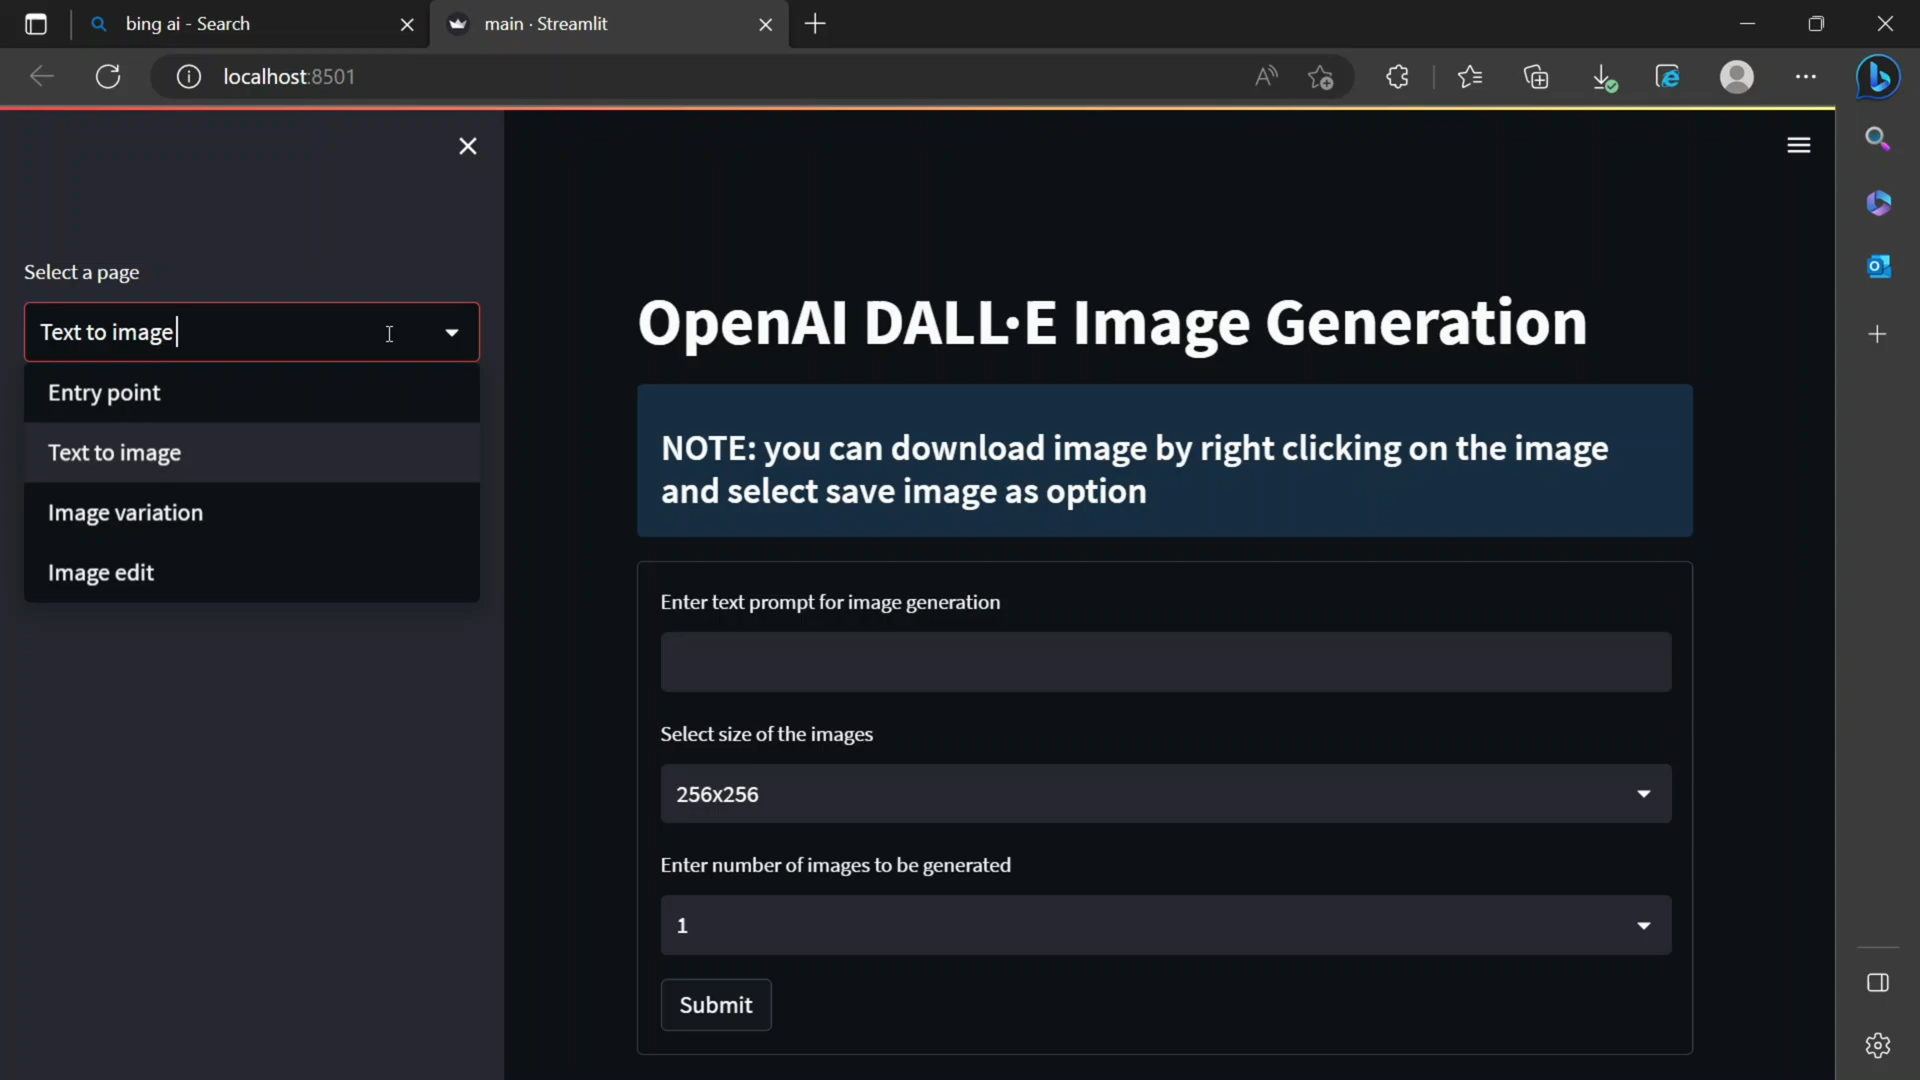 bing ai - Search
main · Streamlit
localhost:8501
Select a page
Text to image
Entry point
Text to image
Image variation
Image edit
OpenAI DALL·E Image Generation
NOTE: you can download image by right clicking on the image
and select save image as option
Enter text prompt for image generation
Select size of the images
256x256
Enter number of images to be generated
1
Submit